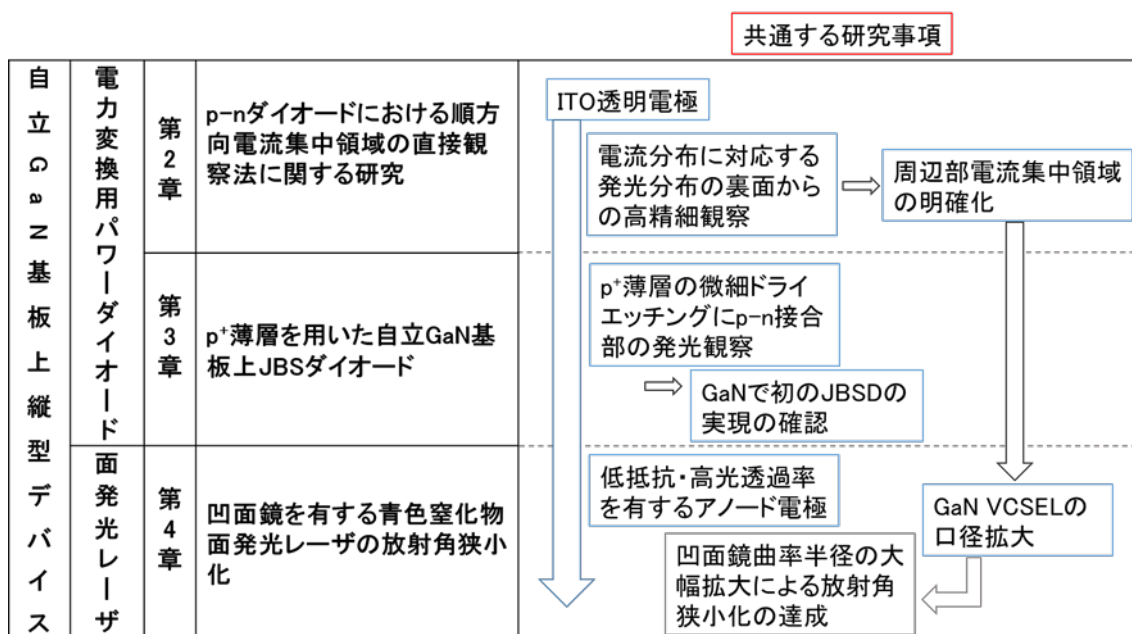 共通する研究事項
自立GaN基板上縦型デバイス
電力変換用パワーダイオード
第2章
p-nダイオードにおける順方
向電流集中領域の直接観
察法に関する研究
ITO透明電極
電流分布に対応する
発光分布の裏面から
の高精細観察
周辺部電流集中領域
の明確化
第3章
p⁺薄層を用いた自立GaN基
板上JBSダイオード
p⁺薄層の微細ドライ
エッチングにp-n接合
部の発光観察
GaNで初のJBSDの
実現の確認
面発光レーザ
第4章
凹面鏡を有する青色窒化物
面発光レーザの放射角狭小
化
低抵抗・高光透過率
を有するアノード電極
GaN VCSELの
口径拡大
凹面鏡曲率半径の大
幅拡大による放射角
狭小化の達成